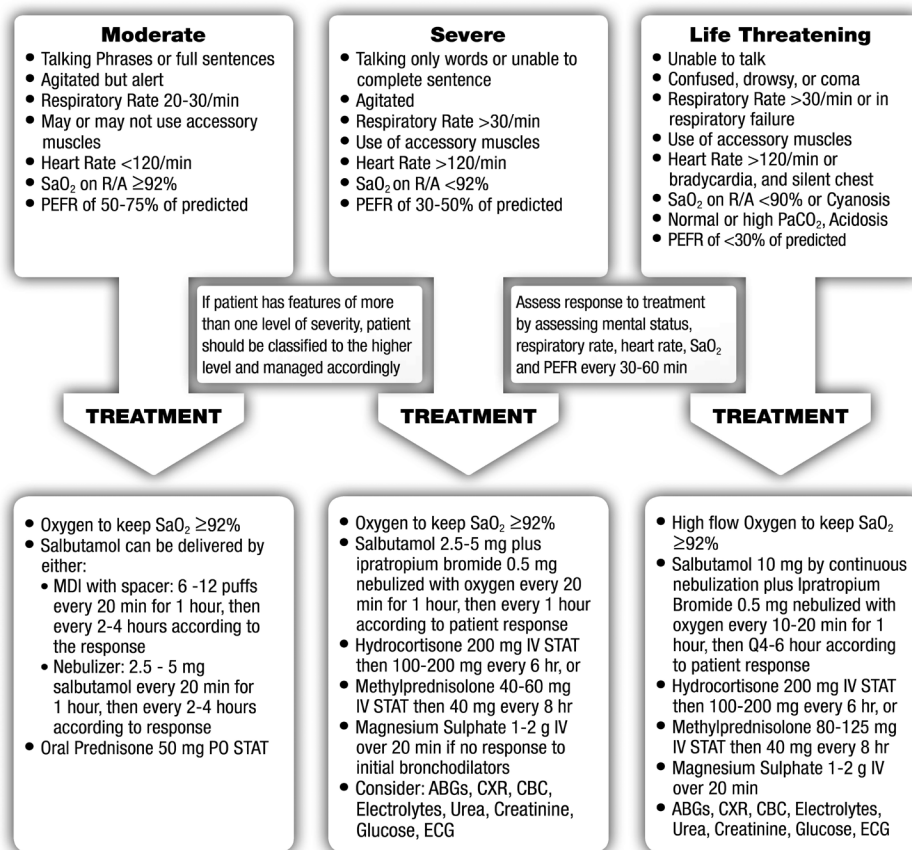 Moderate
• Talking Phrases or full sentences
• Agitated but alert
• Respiratory Rate 20-30/min
• May or may not use accessory
muscles
• Heart Rate <120/min
• SaO₂ on R/A ≥92%
• PEFR of 50-75% of predicted
Severe
• Talking only words or unable to
complete sentence
• Agitated
• Respiratory Rate >30/min
• Use of accessory muscles
• Heart Rate >120/min
• SaO₂ on R/A <92%
• PEFR of 30-50% of predicted
Life Threatening
• Unable to talk
• Confused, drowsy, or coma
• Respiratory Rate >30/min or in
respiratory failure
• Use of accessory muscles
• Heart Rate >120/min or
bradycardia, and silent chest
• SaO₂ on R/A <90% or Cyanosis
• Normal or high PaCO₂, Acidosis
• PEFR of <30% of predicted
If patient has features of more
than one level of severity, patient
should be classified to the higher
level and managed accordingly
Assess response to treatment
by assessing mental status,
respiratory rate, heart rate, SaO₂
and PEFR every 30-60 min
TREATMENT
TREATMENT
TREATMENT
• Oxygen to keep SaO₂ ≥92%
• Salbutamol can be delivered by
either:
• MDI with spacer: 6 -12 puffs
every 20 min for 1 hour, then
every 2-4 hours according to
the response
• Nebulizer: 2.5 - 5 mg
salbutamol every 20 min for
1 hour, then every 2-4 hours
according to response
• Oral Prednisone 50 mg PO STAT
• Oxygen to keep SaO₂ ≥92%
• Salbutamol 2.5-5 mg plus
ipratropium bromide 0.5 mg
nebulized with oxygen every 20
min for 1 hour, then every 1 hour
according to patient response
• Hydrocortisone 200 mg IV STAT
then 100-200 mg every 6 hr, or
• Methylprednisolone 40-60 mg
IV STAT then 40 mg every 8 hr
• Magnesium Sulphate 1-2 g IV
over 20 min if no response to
initial bronchodilators
• Consider: ABGs, CXR, CBC,
Electrolytes, Urea, Creatinine,
Glucose, ECG
• High flow Oxygen to keep SaO₂
≥92%
• Salbutamol 10 mg by continuous
nebulization plus Ipratropium
Bromide 0.5 mg nebulized with
oxygen every 10-20 min for 1
hour, then Q4-6 hour according
to patient response
• Hydrocortisone 200 mg IV STAT
then 100-200 mg every 6 hr, or
• Methylprednisolone 80-125 mg
IV STAT then 40 mg every 8 hr
• Magnesium Sulphate 1-2 g IV
over 20 min
• ABGs, CXR, CBC, Electrolytes,
Urea, Creatinine, Glucose, ECG